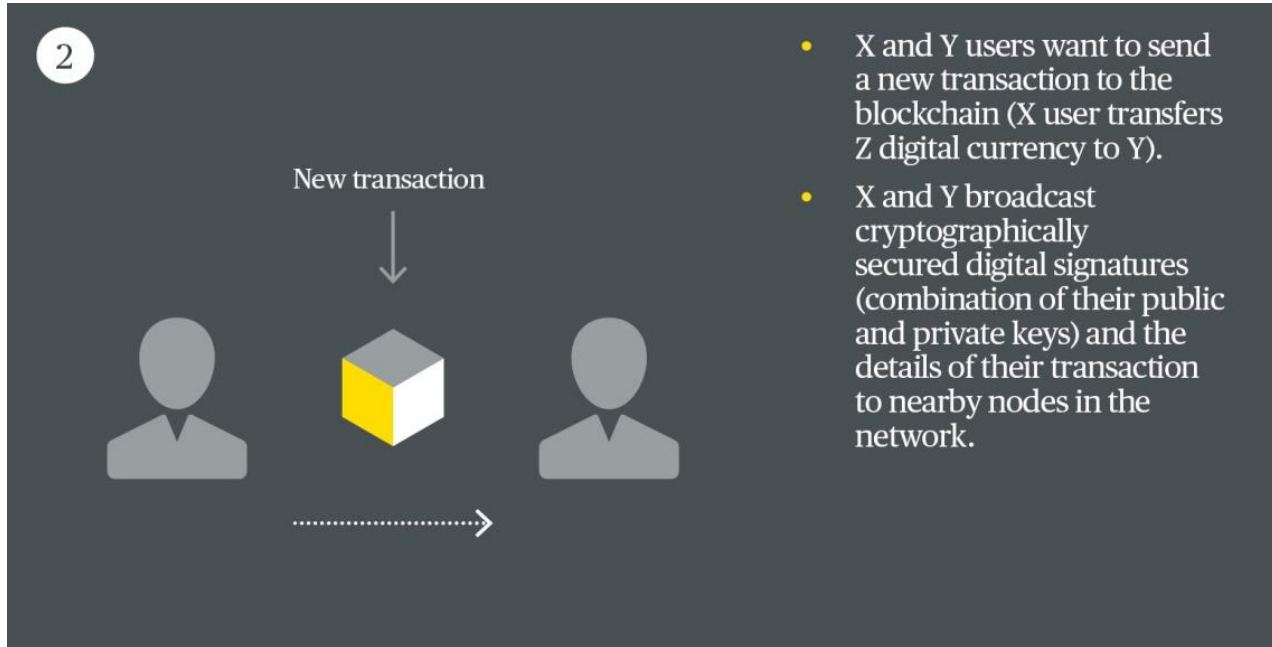 2
New transaction
• X and Y users want to send
a new transaction to the
blockchain (X user transfers
Z digital currency to Y).
• X and Y broadcast
cryptographically
secured digital signatures
(combination of their public
and private keys) and the
details of their transaction
to nearby nodes in the
network.